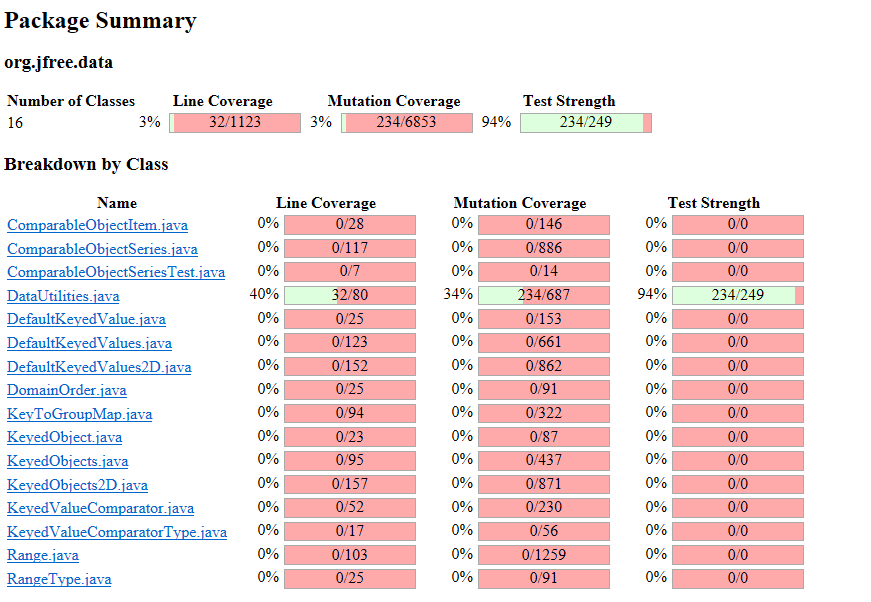 Package Summary
org.jfree.data
Number of Classes Line Coverage Mutation Coverage Test Strength
16 3% 32/1123 3% 234/6853 94% 234/249
Breakdown by Class
Name Line Coverage Mutation Coverage Test Strength
ComparableObjectItem.java 0% 0/28 0% 0/146 0% 0/0
ComparableObjectSeries.java 0% 0/117 0% 0/886 0% 0/0
ComparableObjectSeriesTest.java 0% 0/7 0% 0/14 0% 0/0
DataUtilities.java 40% 32/80 34% 234/687 94% 234/249
DefaultKeyedValue.java 0% 0/25 0% 0/153 0% 0/0
DefaultKeyedValues.java 0% 0/123 0% 0/661 0% 0/0
DefaultKeyedValues2D.java 0% 0/152 0% 0/862 0% 0/0
DomainOrder.java 0% 0/25 0% 0/91 0% 0/0
KeyToGroupMap.java 0% 0/94 0% 0/322 0% 0/0
KeyedObject.java 0% 0/23 0% 0/87 0% 0/0
KeyedObjects.java 0% 0/95 0% 0/437 0% 0/0
KeyedObjects2D.java 0% 0/157 0% 0/871 0% 0/0
KeyedValueComparator.java 0% 0/52 0% 0/230 0% 0/0
KeyedValueComparatorType.java 0% 0/17 0% 0/56 0% 0/0
Range.java 0% 0/103 0% 0/1259 0% 0/0
RangeType.java 0% 0/25 0% 0/91 0% 0/0